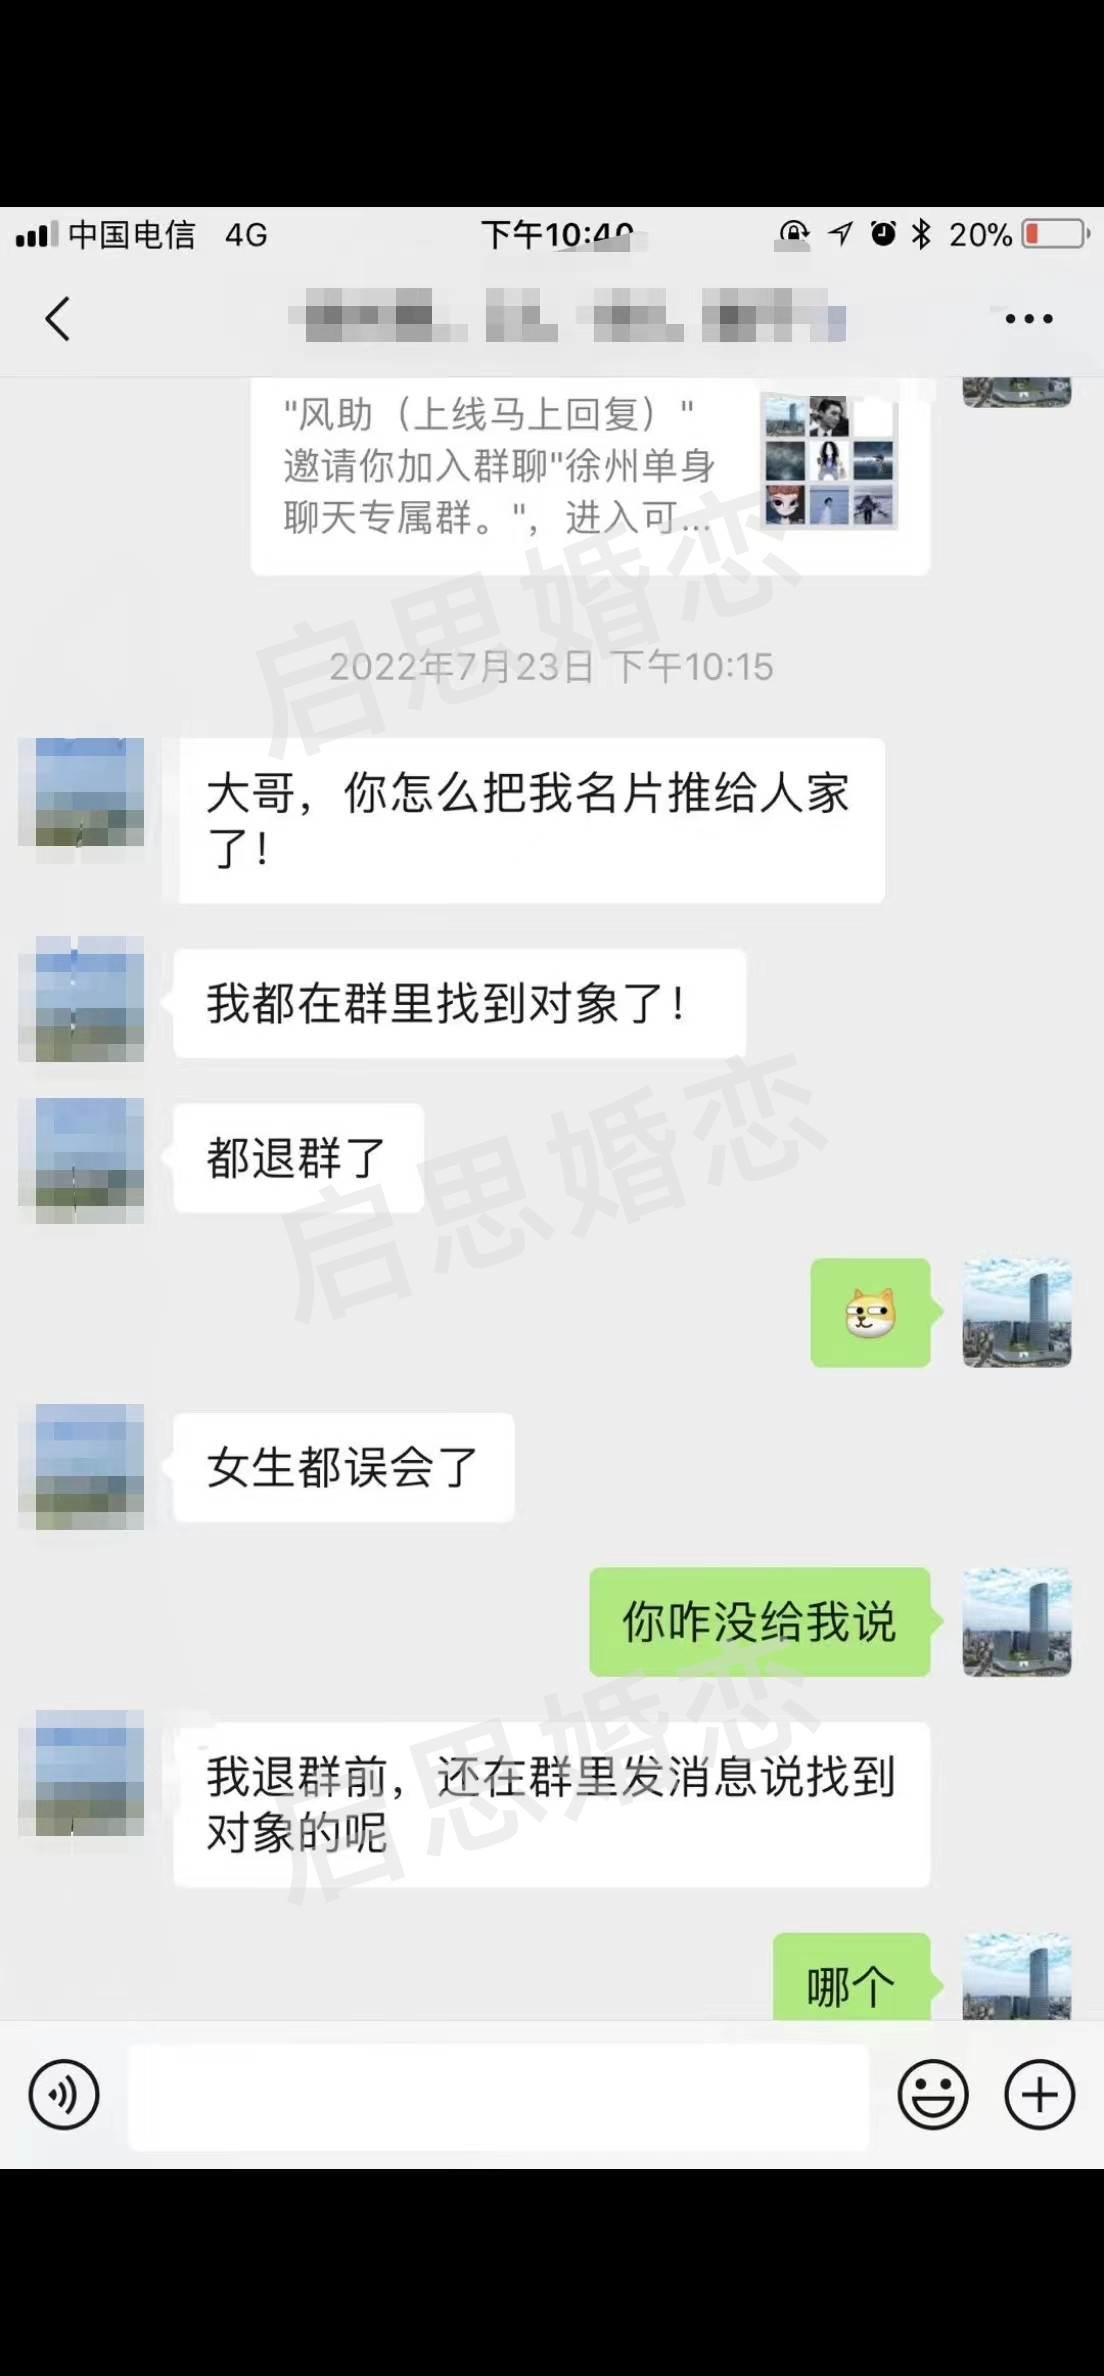 中国电信 4G 下午10:40 20%
"风助（上线马上回复）"
邀请你加入群聊"徐州单身
聊天专属群。"，进入可...
2022年7月23日 下午10:15
大哥，你怎么把我名片推给人家
了！
我都在群里找到对象了！
都退群了
女生都误会了
你咋没给我说
我退群前，还在群里发消息说找到
对象的呢
哪个
启思婚恋
启思婚恋
启思婚恋